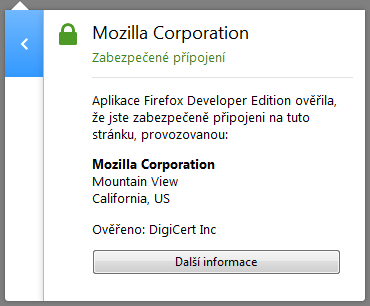 Mozilla Corporation
Zabezpečené připojení
Aplikace Firefox Developer Edition ověřila,
že jste zabezpečeně připojeni na tuto
stránku, provozovanou:
Mozilla Corporation
Mountain View
California, US
Ověřeno: DigiCert Inc
Další informace